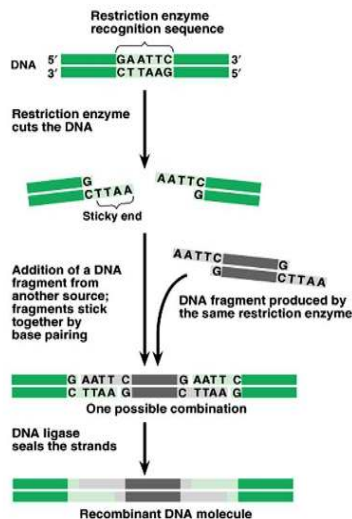 Restriction enzyme
recognition sequence
DNA 5′ GAATTC 3′
3′ CTTAAG 5′
Restriction enzyme
cuts the DNA
G AATTC
CTTAA G
Sticky end
AATTC G
G CTTAA
Addition of a DNA
fragment from
another source;
fragments stick
together by
base pairing
DNA fragment produced by
the same restriction enzyme
G AATT C G AATT C
C TTAA G C TTAA G
One possible combination
DNA ligase
seals the strands
Recombinant DNA molecule